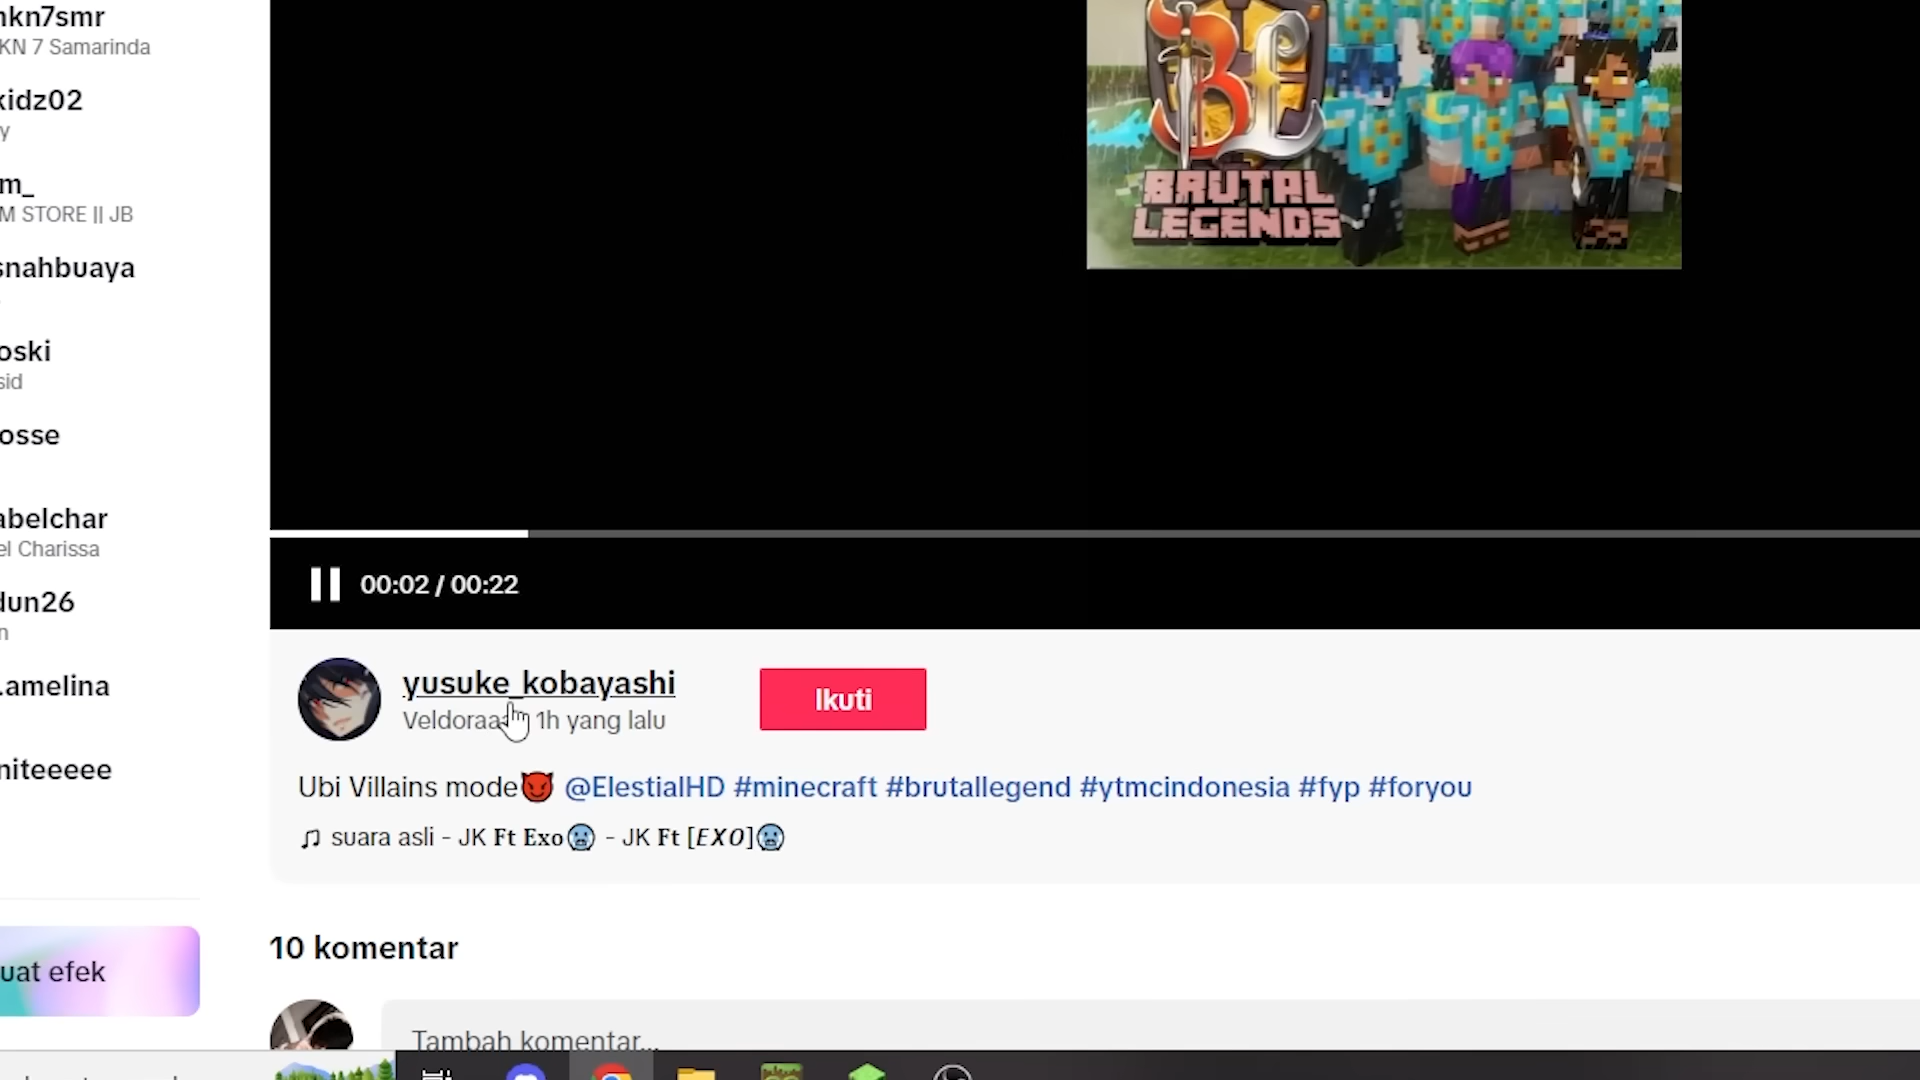 nkn7smr
KN 7 Samarinda
kidz02
y
m_
M STORE || JB
snahbuaya
oski
sid
osse
abelchar
el Charissa
dun26
n
.amelina
niteeeee
uat efek
BRUTAL
LEGENDS
00:02 / 00:22
yusuke_kobayashi
1h yang lalu
Ikuti
Ubi Villains mode😈 @ElestialHD #minecraft #brutallegend #ytmcindonesia #fyp #foryou
♫ suara asli - JK 𝐅𝐭 𝐄𝐱𝐨🥶 - JK 𝐅𝐭 [𝑬𝑿𝑶]🥶
10 komentar
Tambah komentar...